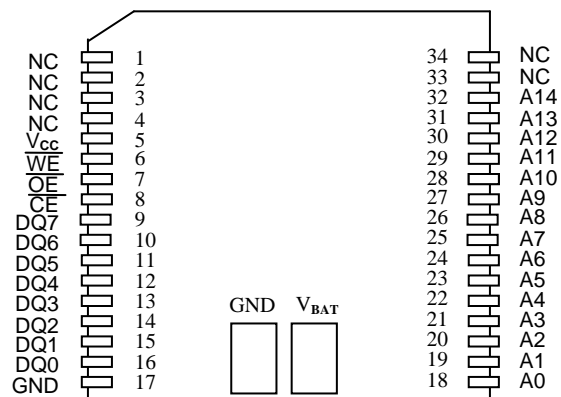 NC 1 34 NC
NC 2 33 NC
NC 3 32 A14
NC 4 31 A13
Vcc 5 30 A12
WE 6 29 A11
OE 7 28 A10
CE 8 27 A9
DQ7 9 26 A8
DQ6 10 25 A7
DQ5 11 24 A6
DQ4 12 23 A5
DQ3 13 22 A4
DQ2 14 21 A3
DQ1 15 20 A2
DQ0 16 19 A1
GND 17 18 A0
GND VBAT